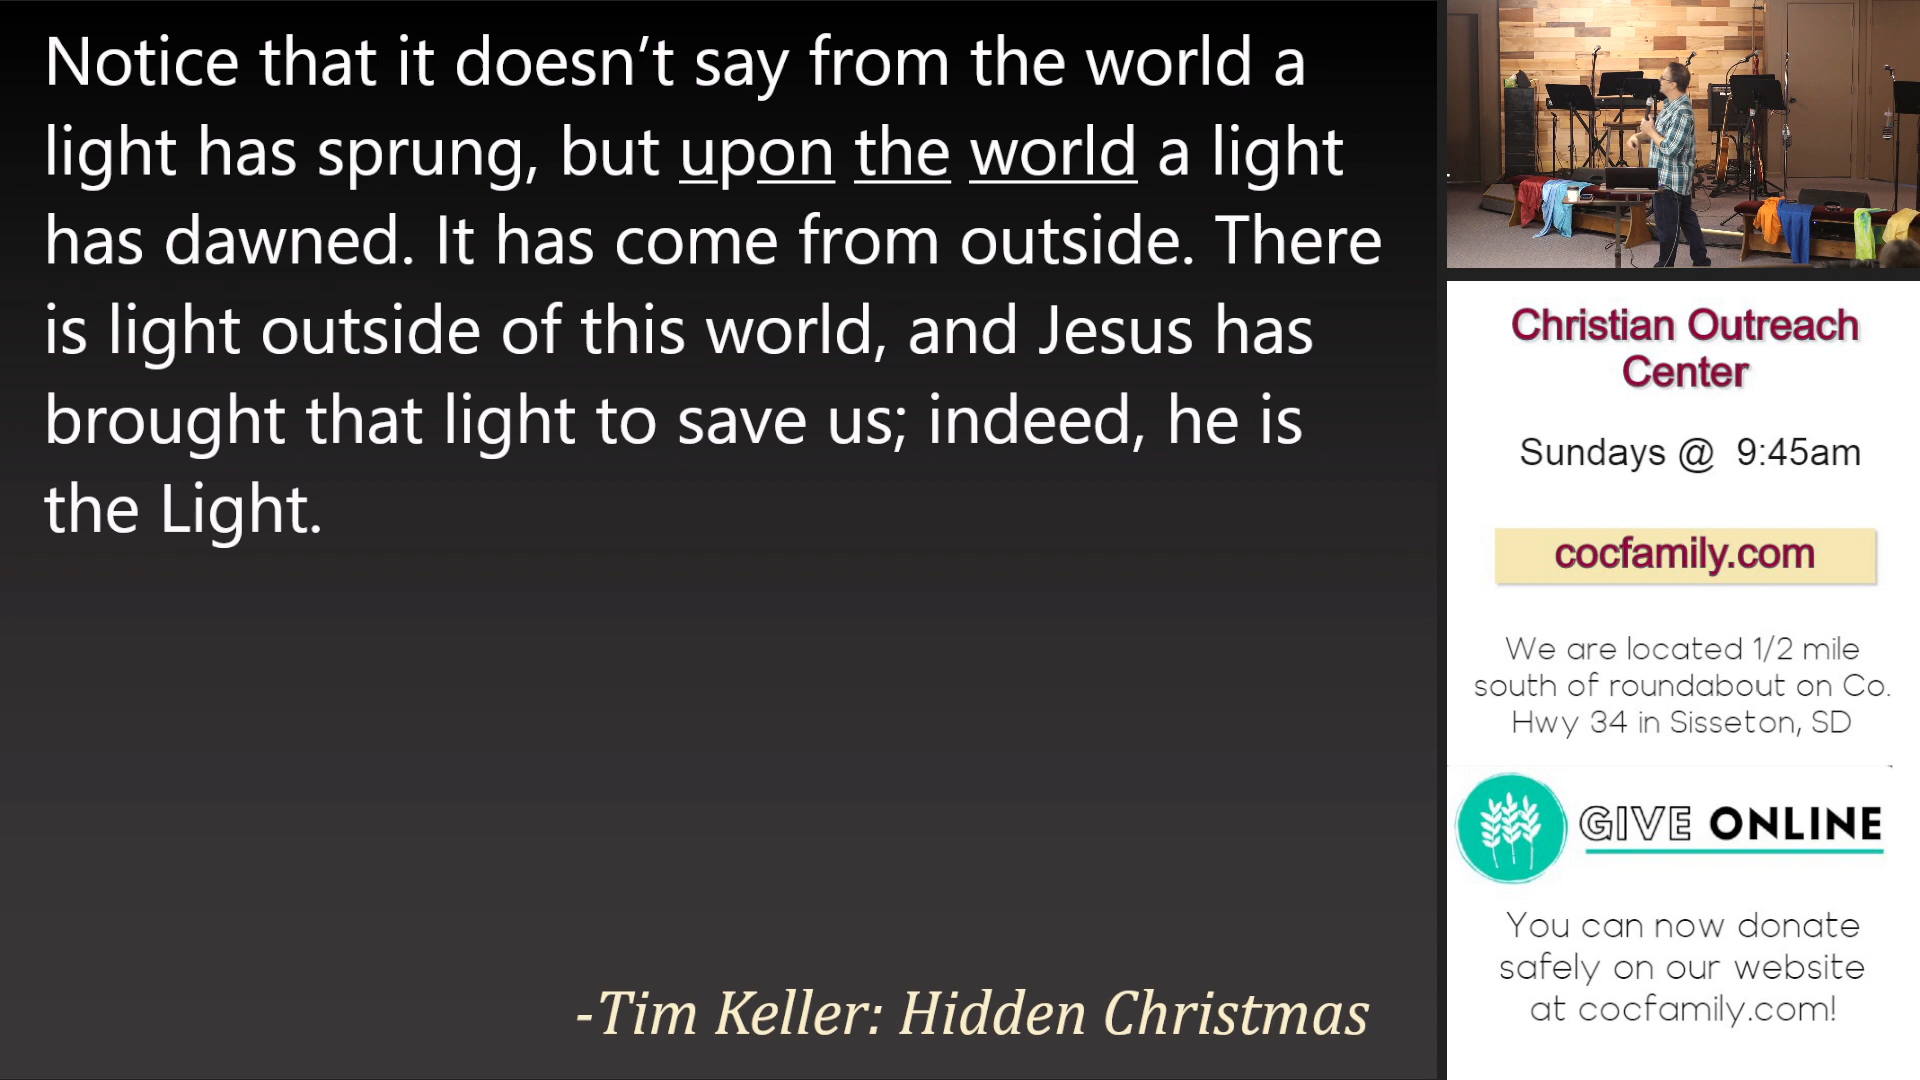 Notice that it doesn’t say from the world a
light has sprung, but upon the world a light
has dawned. It has come from outside. There
is light outside of this world, and Jesus has
brought that light to save us; indeed, he is
the Light.
-Tim Keller: Hidden Christmas
Christian Outreach
Center
Sundays @ 9:45am
cocfamily.com
We are located 1/2 mile
south of roundabout on Co.
Hwy 34 in Sisseton, SD
GIVE ONLINE
You can now donate
safely on our website
at cocfamily.com!